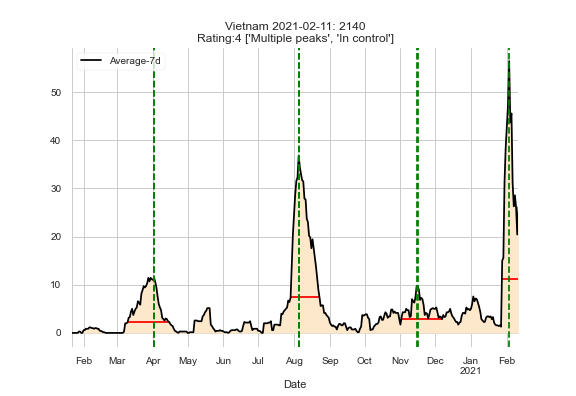 Vietnam 2021-02-11: 2140
Rating:4 ['Multiple peaks', 'In control']
Average-7d
50
40
30
20
10
0
Feb Mar Apr May Jun Jul Aug Sep Oct Nov Dec Jan Feb
2021
Date